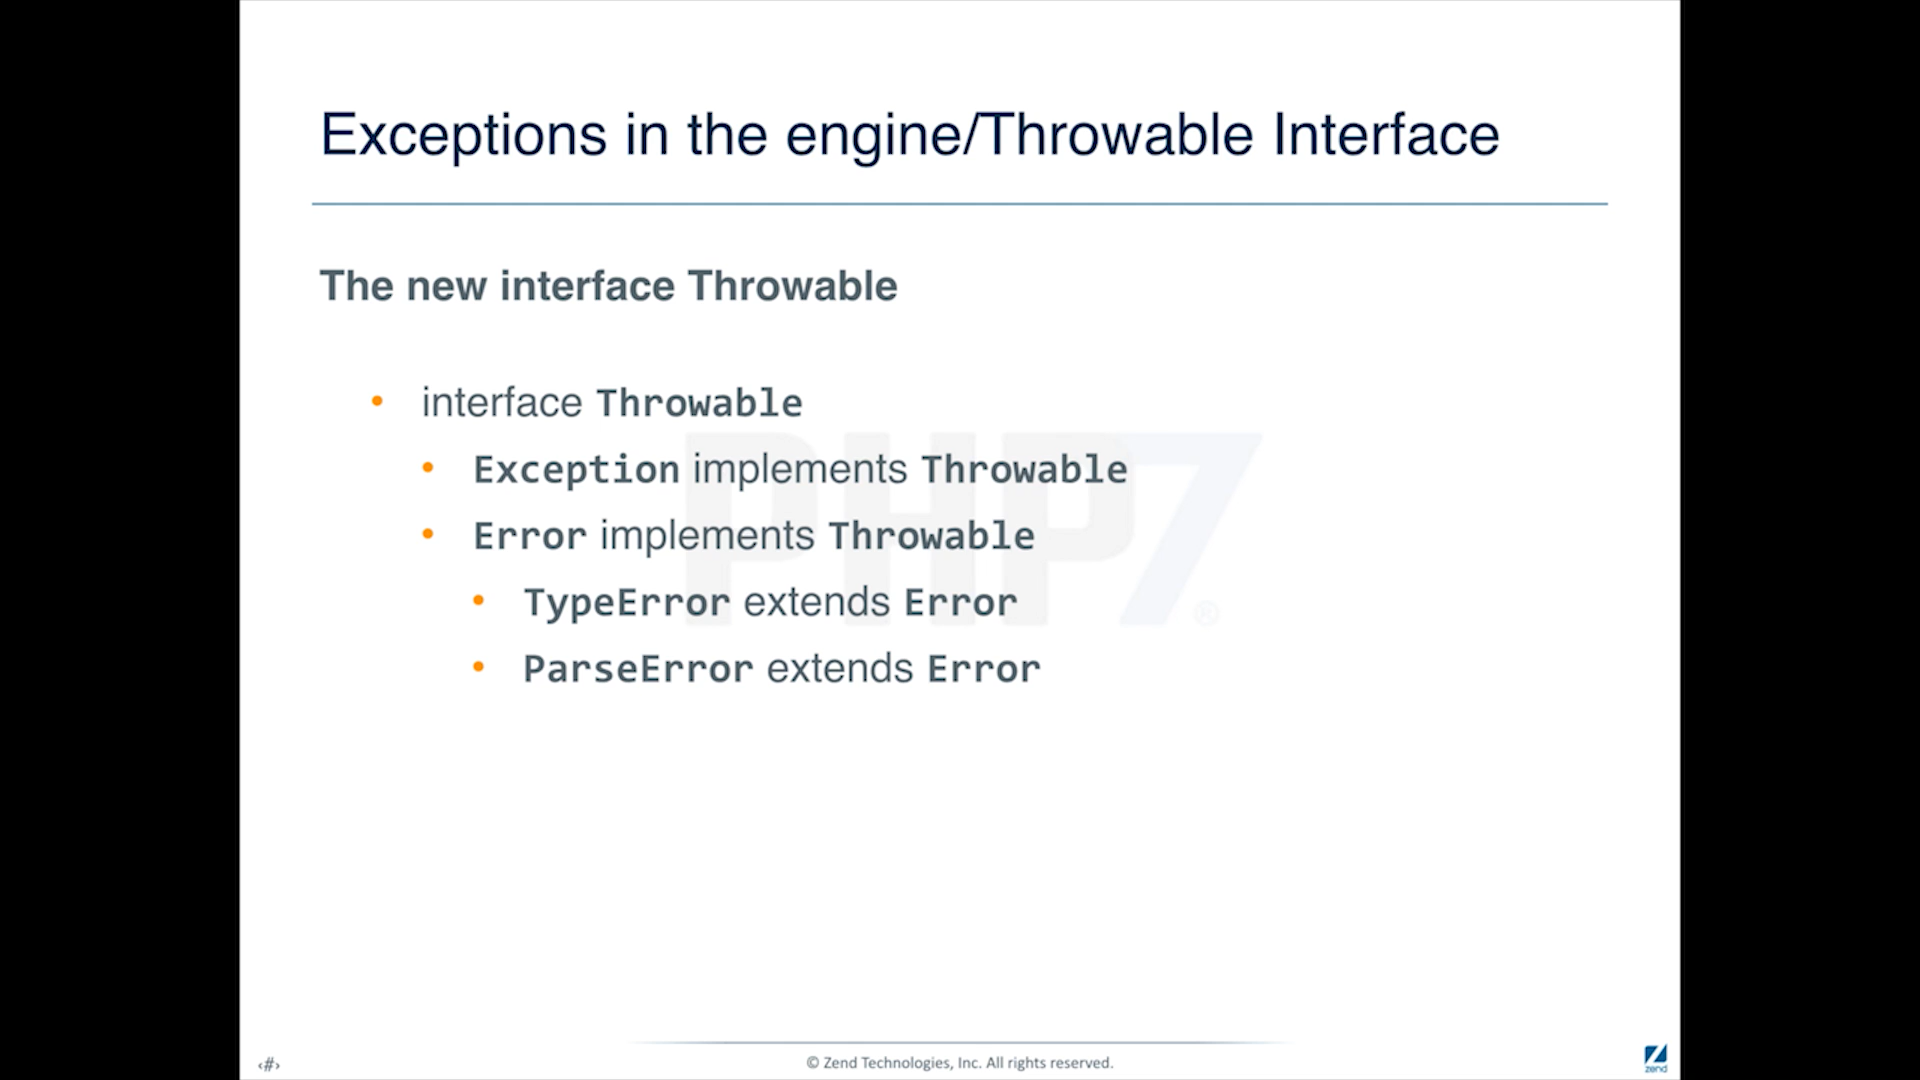 Exceptions in the engine/Throwable Interface
The new interface Throwable
• interface Throwable
• Exception implements Throwable
• Error implements Throwable
• TypeError extends Error
• ParseError extends Error
PHP7®
‹#›
© Zend Technologies, Inc. All rights reserved.
zend